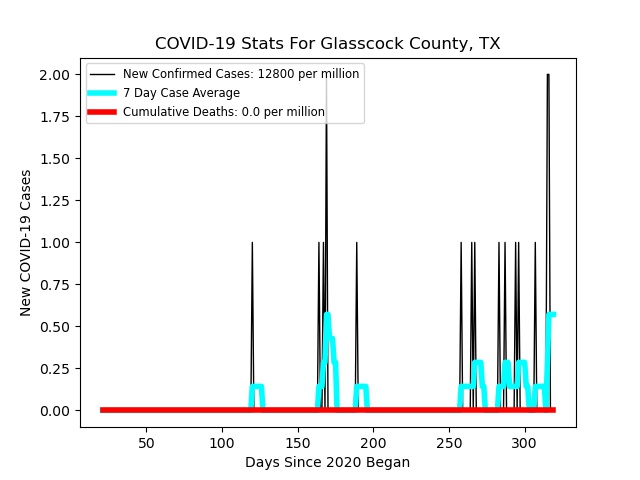 COVID-19 Stats For Glasscock County, TX
New Confirmed Cases: 12800 per million
7 Day Case Average
Cumulative Deaths: 0.0 per million
New COVID-19 Cases
2.00
1.75
1.50
1.25
1.00
0.75
0.50
0.25
0.00
50 100 150 200 250 300
Days Since 2020 Began